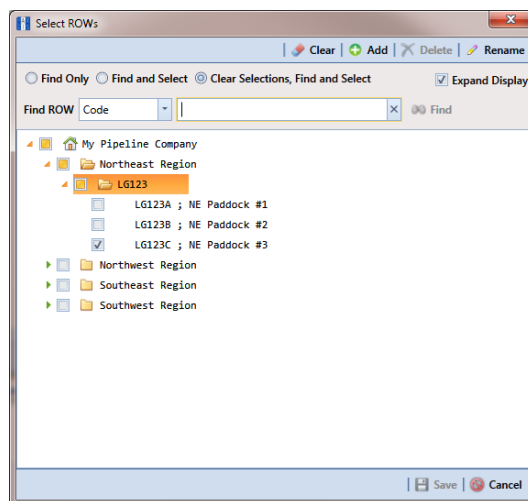 Select ROWs
Clear Add Delete Rename
Find Only Find and Select Clear Selections, Find and Select Expand Display
Find ROW Code Find
My Pipeline Company
Northeast Region
LG123
LG123A ; NE Paddock #1
LG123B ; NE Paddock #2
LG123C ; NE Paddock #3
Northwest Region
Southeast Region
Southwest Region
Save Cancel